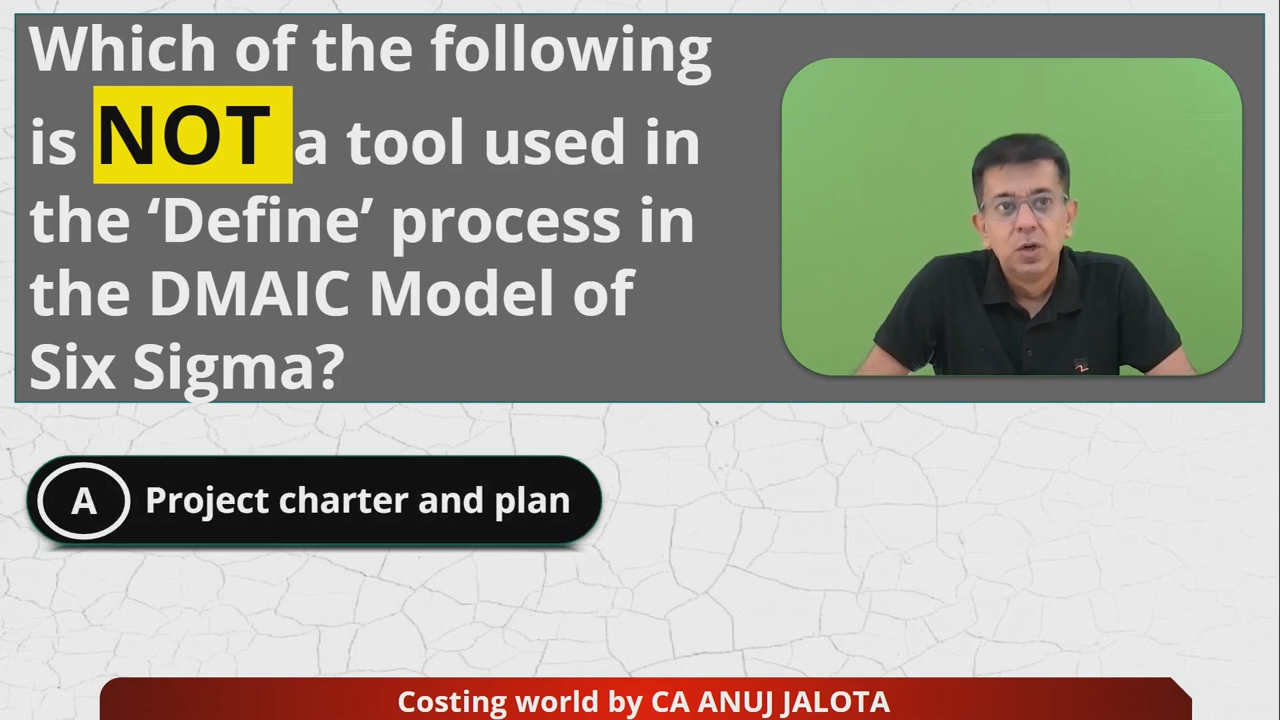 Which of the following
is NOT a tool used in
the ‘Define’ process in
the DMAIC Model of
Six Sigma?
A Project charter and plan
Costing world by CA ANUJ JALOTA